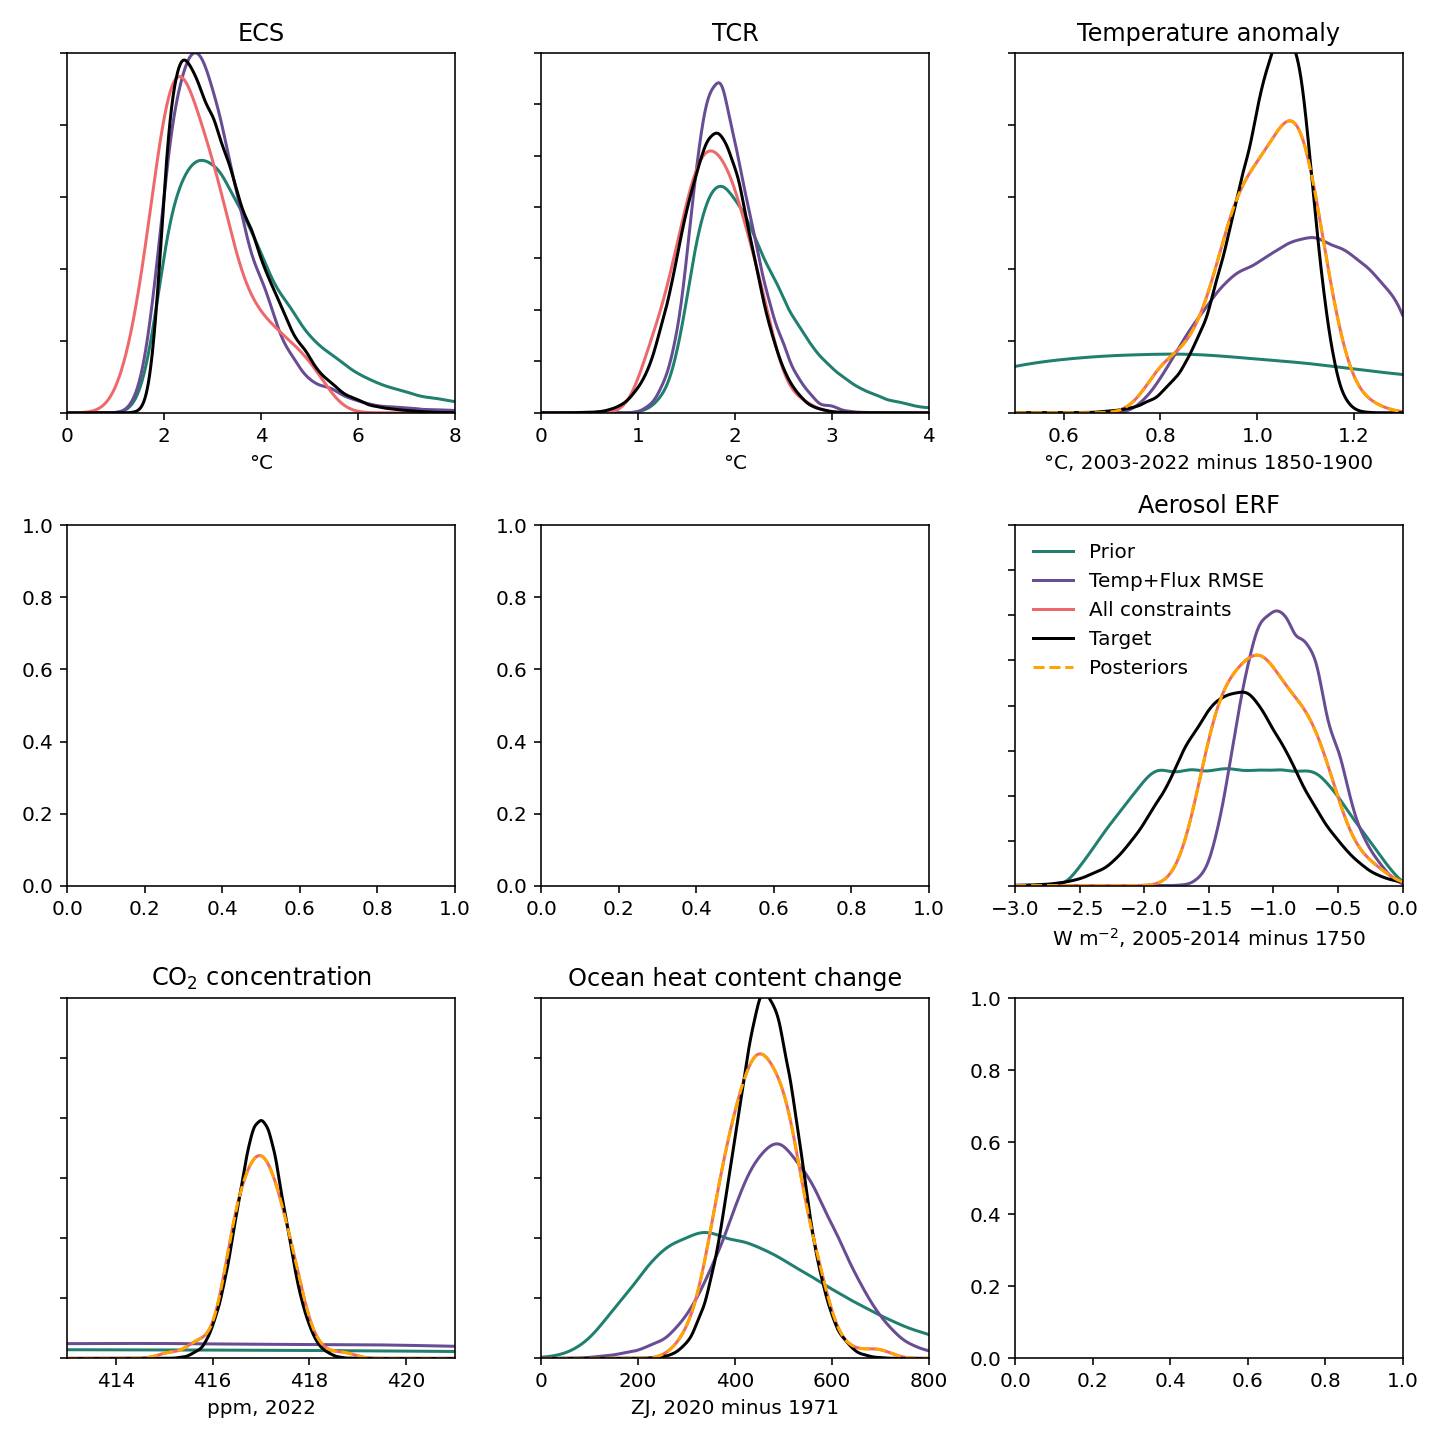 ECS
0 2 4 6 8
°C
TCR
0 1 2 3 4
°C
Temperature anomaly
0.6 0.8 1.0 1.2
°C, 2003-2022 minus 1850-1900
1.0
0.8
0.6
0.4
0.2
0.0
0.0 0.2 0.4 0.6 0.8 1.0
1.0
0.8
0.6
0.4
0.2
0.0
0.0 0.2 0.4 0.6 0.8 1.0
Aerosol ERF
Prior
Temp+Flux RMSE
All constraints
Target
Posteriors
−3.0 −2.5 −2.0 −1.5 −1.0 −0.5 0.0
W m⁻², 2005-2014 minus 1750
CO₂ concentration
414 416 418 420
ppm, 2022
Ocean heat content change
0 200 400 600 800
ZJ, 2020 minus 1971
1.0
0.8
0.6
0.4
0.2
0.0
0.0 0.2 0.4 0.6 0.8 1.0